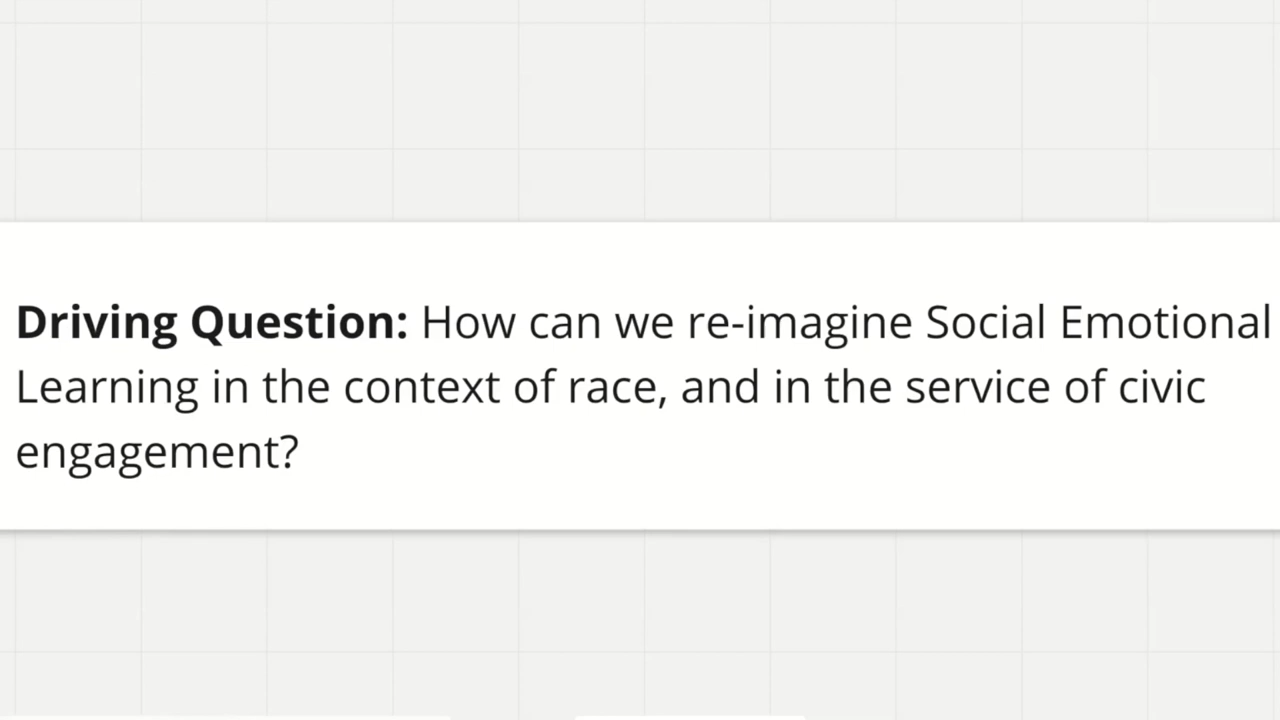 Driving Question: How can we re-imagine Social Emotional
Learning in the context of race, and in the service of civic
engagement?